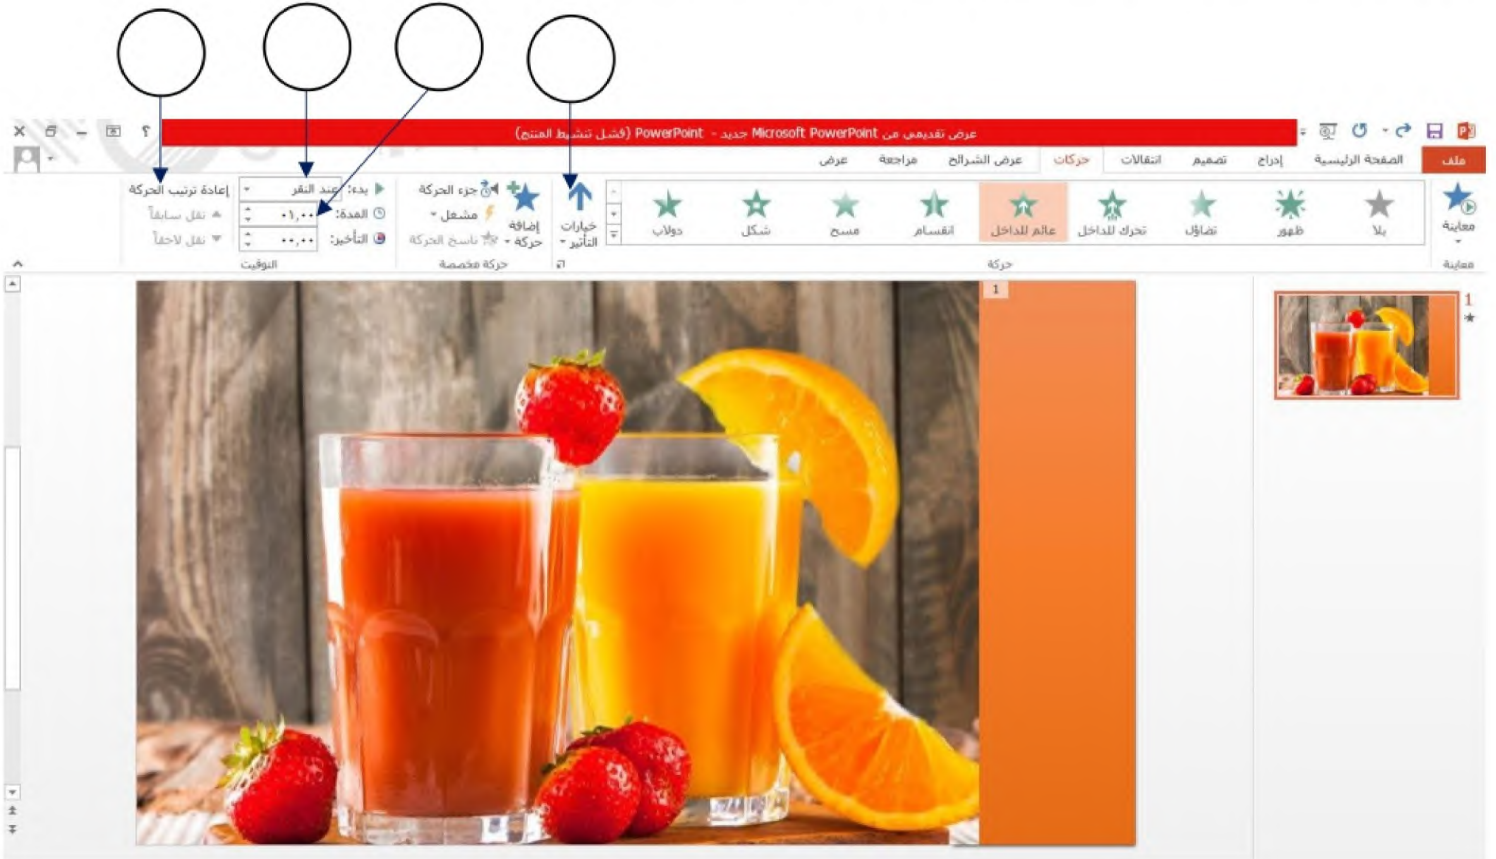 عرض تقديمي من Microsoft PowerPoint جديد - PowerPoint (فشل تنشيط المنتج)
ملف الصفحة الرئيسية إدراج تصميم انتقالات حركات عرض الشرائح مراجعة عرض
معاينة
بلا ظهور تضاؤل تحرك للداخل عائم للداخل انقسام مسح شكل دولاب
خيارات التأثير
إضافة حركة
جزء الحركة
مشغل
ناسخ الحركة
بدء: عند النقر
المدة: ٠١,٠٠
التأخير: ٠٠,٠٠
إعادة ترتيب الحركة
نقل سابقاً
نقل لاحقاً
معاينة حركة حركة مخصصة التوقيت
1
1